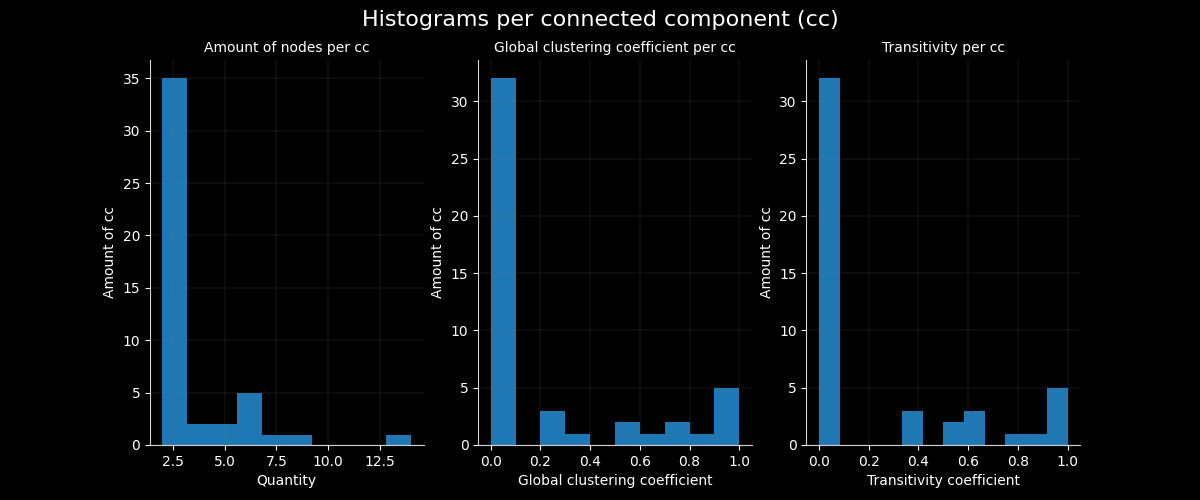 Histograms per connected component (cc)
Amount of nodes per cc
Amount of cc
35
30
25
20
15
10
5
0
2.5 5.0 7.5 10.0 12.5
Quantity
Global clustering coefficient per cc
Amount of cc
30
25
20
15
10
5
0
0.0 0.2 0.4 0.6 0.8 1.0
Global clustering coefficient
Transitivity per cc
Amount of cc
30
25
20
15
10
5
0
0.0 0.2 0.4 0.6 0.8 1.0
Transitivity coefficient